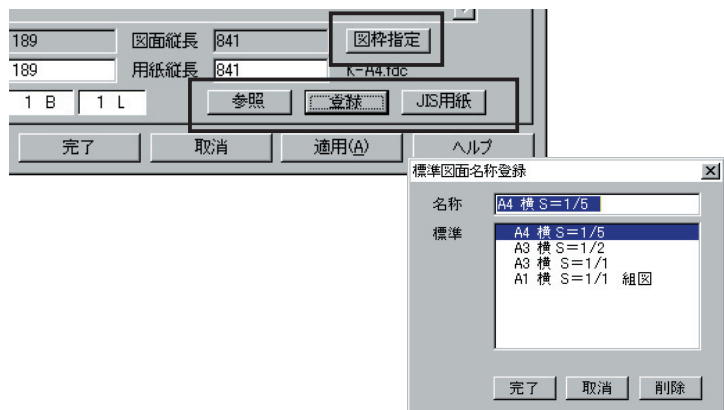 189 図面縦長 841 図枠指定
189 用紙縦長 841 K-A4.fdc
1 B 1 L 参照 登録 JIS用紙
完了 取消 適用(A) ヘルプ
標準図面名称登録
名称 A4 横 S=1/5
標準 A4 横 S=1/5
A3 横 S=1/2
A3 横 S=1/1
A1 横 S=1/1 組図
完了 取消 削除